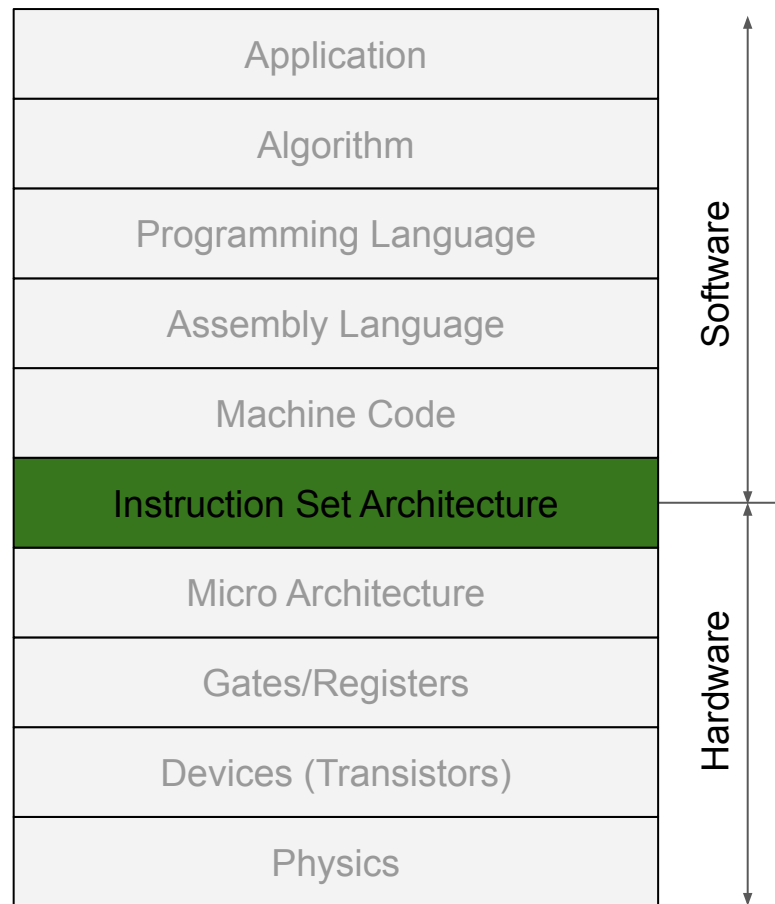 Application
Algorithm
Programming Language
Assembly Language
Machine Code
Instruction Set Architecture
Micro Architecture
Gates/Registers
Devices (Transistors)
Physics
Software
Hardware